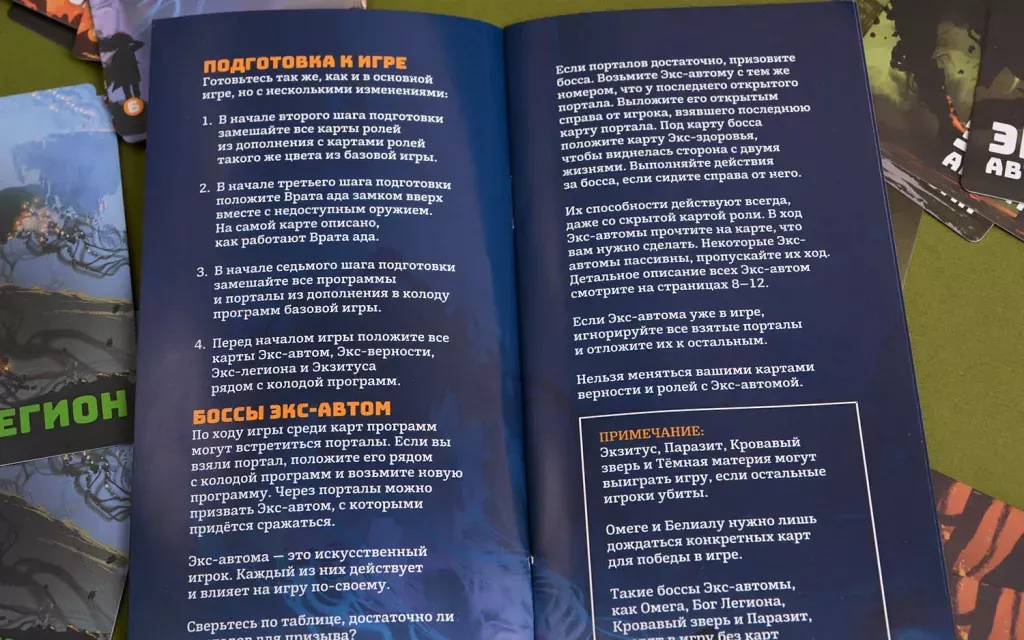 ПОДГОТОВКА К ИГРЕ
Готовьтесь так же, как и в основной
игре, но с несколькими изменениями:
1. В начале второго шага подготовки
замешайте все карты ролей
из дополнения с картами ролей
такого же цвета из базовой игры.
2. В начале третьего шага подготовки
положите Врата ада замком вверх
вместе с недоступным оружием.
На самой карте описано,
как работают Врата ада.
3. В начале седьмого шага подготовки
замешайте все программы
и порталы из дополнения в колоду
программ базовой игры.
4. Перед началом игры положите все
карты Экс-автом, Экс-верности,
Экс-легиона и Экзитуса
рядом с колодой программ.
БОССЫ ЭКС-АВТОМ
По ходу игры среди карт программ
могут встретиться порталы. Если вы
взяли портал, положите его рядом
с колодой программ и возьмите новую
программу. Через порталы можно
призвать Экс-автом, с которыми
придётся сражаться.
Экс-автома — это искусственный
игрок. Каждый из них действует
и влияет на игру по-своему.
Сверьтесь по таблице, достаточно ли
для призыва?
Если порталов достаточно, призовите
босса. Возьмите Экс-автому с тем же
номером, что у последнего открытого
портала. Выложите его открытым
справа от игрока, взявшего последнюю
карту портала. Под карту босса
положите карту Экс-здоровья,
чтобы виднелась сторона с двумя
жизнями. Выполняйте действия
за босса, если сидите справа от него.
Их способности действуют всегда,
даже со скрытой картой роли. В ход
Экс-автомы прочтите на карте, что
вам нужно сделать. Некоторые Экс-
автомы пассивны, пропускайте их ход.
Детальное описание всех Экс-автом
смотрите на страницах 8–12.
Если Экс-автома уже в игре,
игнорируйте все взятые порталы
и отложите их к остальным.
Нельзя меняться вашими картами
верности и ролей с Экс-автомой.
ПРИМЕЧАНИЕ:
Экзитус, Паразит, Кровавый
зверь и Тёмная материя могут
выиграть игру, если остальные
игроки убиты.
Омеге и Белиалу нужно лишь
дождаться конкретных карт
для победы в игре.
Такие боссы Экс-автомы,
как Омега, Бог Легиона,
Кровавый зверь и Паразит,
в игру без карт
ЕГИОН
Б
Э
АВ